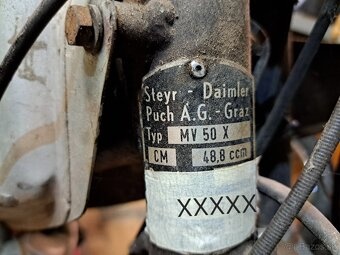 Steyr - Daimler
Puch A.G. - Graz
Typ MV 50 X
CM 48,8 ccm
XXXXX